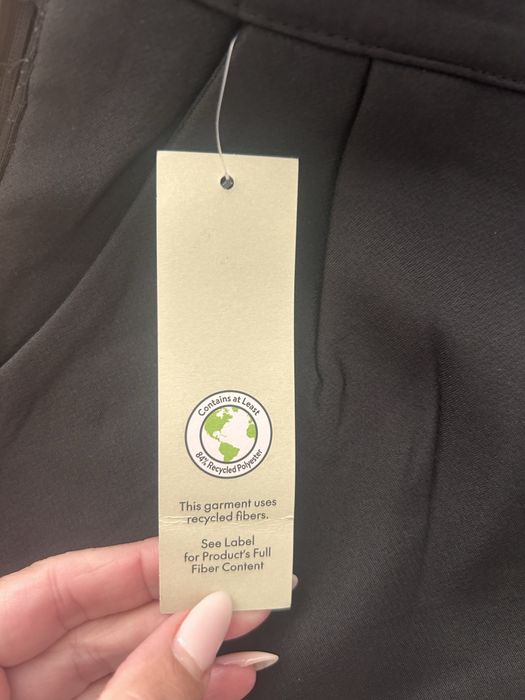 Contains at Least
84% Recycled Polyester
This garment uses
recycled fibers.
See Label
for Product's Full
Fiber Content